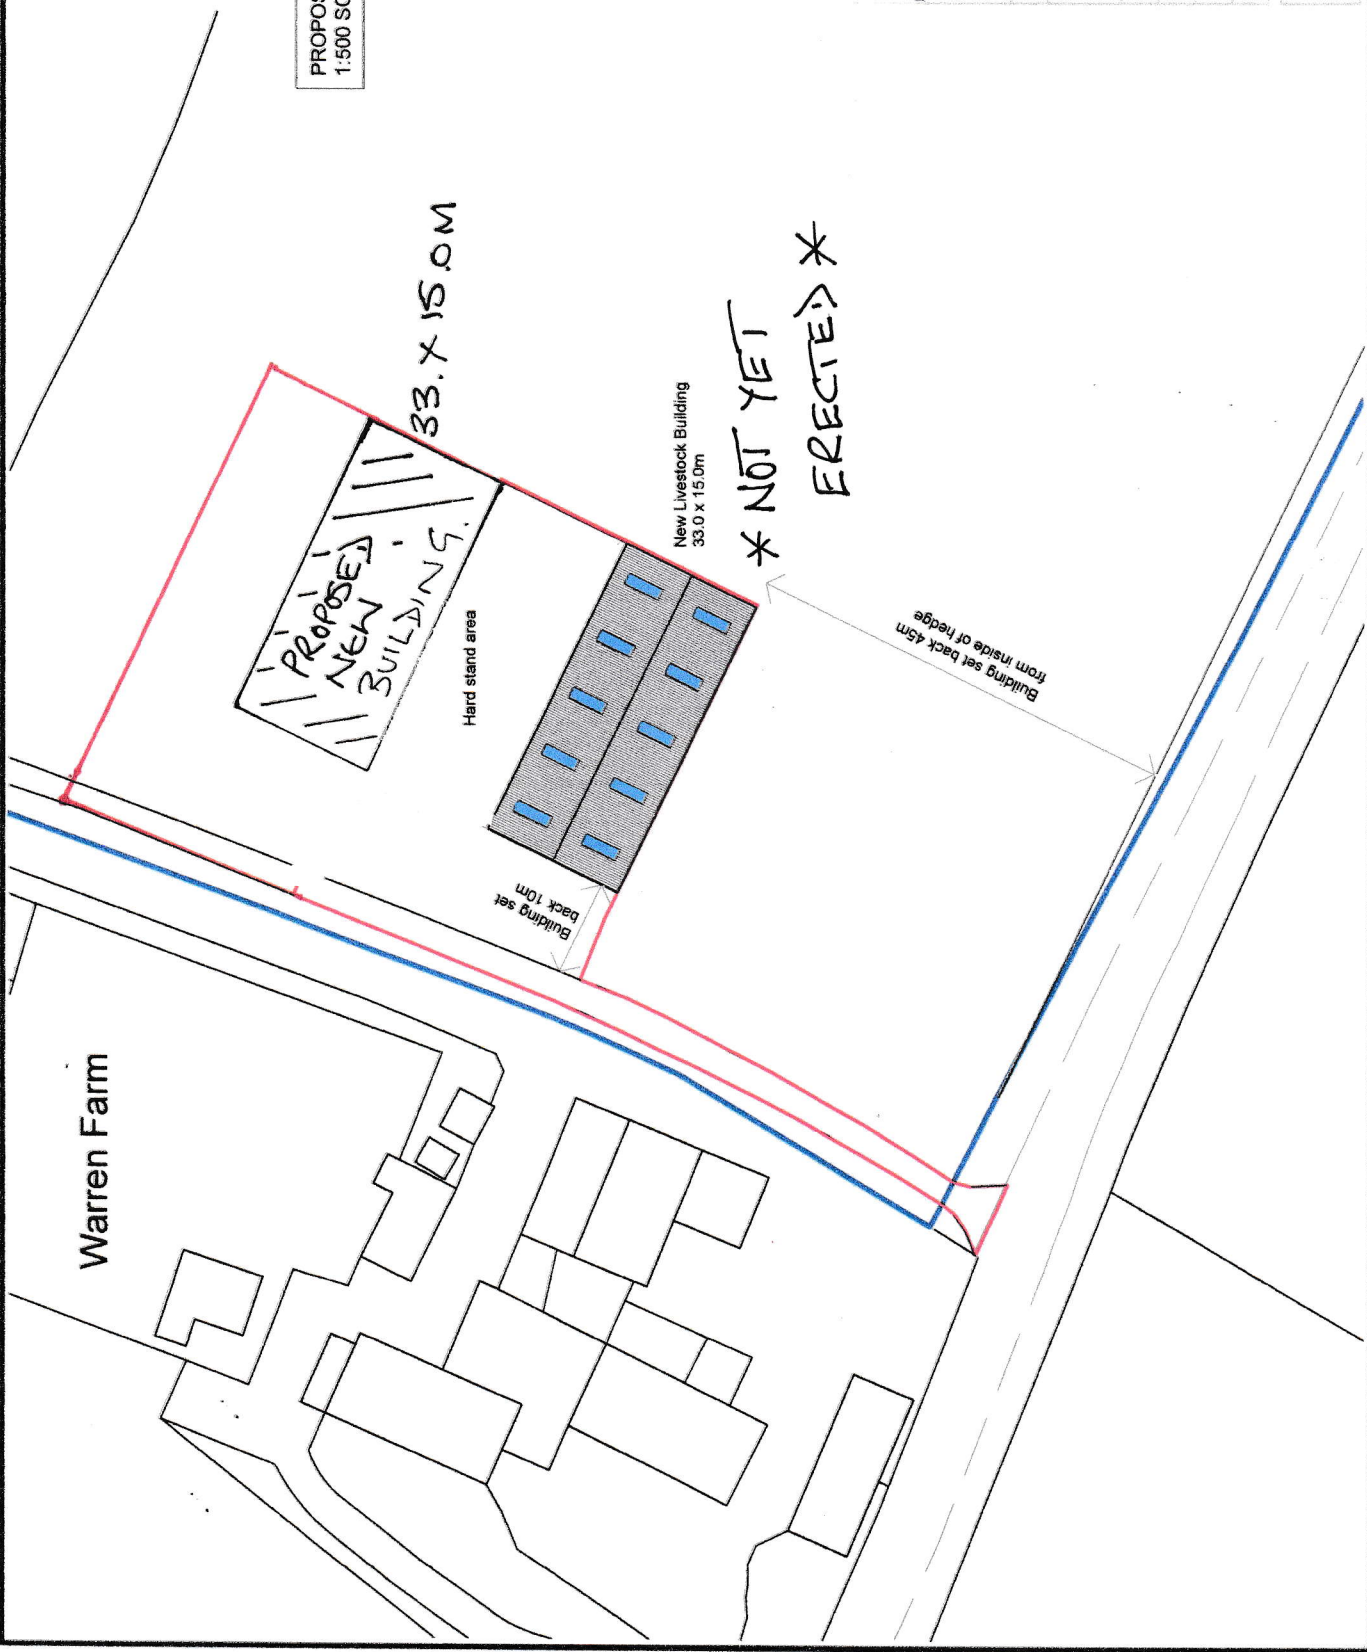 PROPOS
1:500 SC
33. X 15.0M
PROPOSED
NEW
BUILDING.
Hard stand area
New Livestock Building
33.0 x 15.0m
* NOT YET
ERECTED *
Building set back 45m
from inside of hedge
Building set
back 10m
Warren Farm